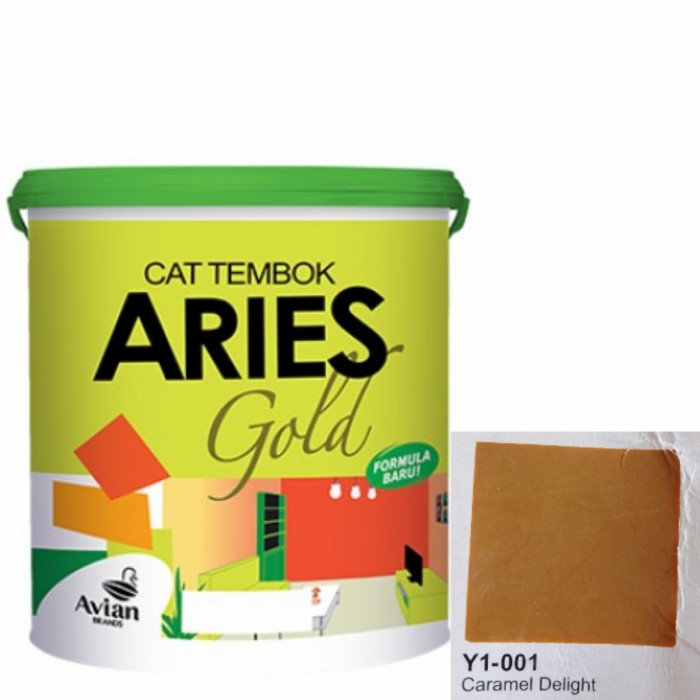 CAT TEMBOK
ARIES
Gold
FORMULA
BARU!
Avian
BRANDS
Y1-001
Caramel Delight